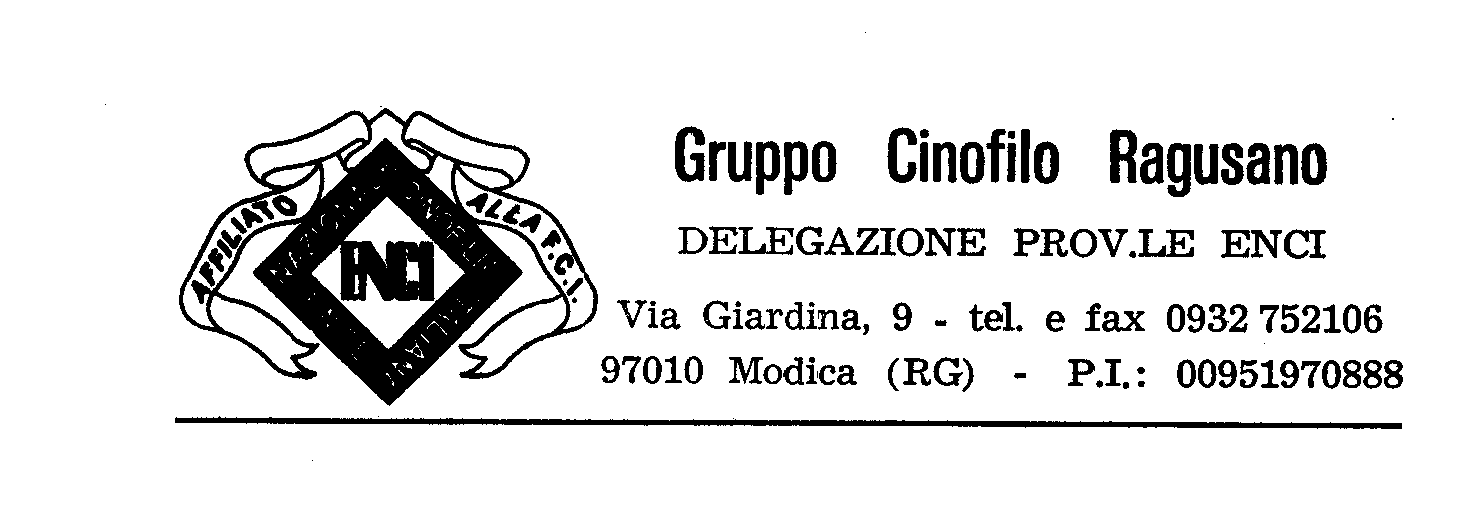 AFFILIATO ALLA F.C.I.
ENCI
Gruppo Cinofilo Ragusano
DELEGAZIONE PROV.LE ENCI
Via Giardina, 9 - tel. e fax 0932 752106
97010 Modica (RG) - P.I.: 00951970888